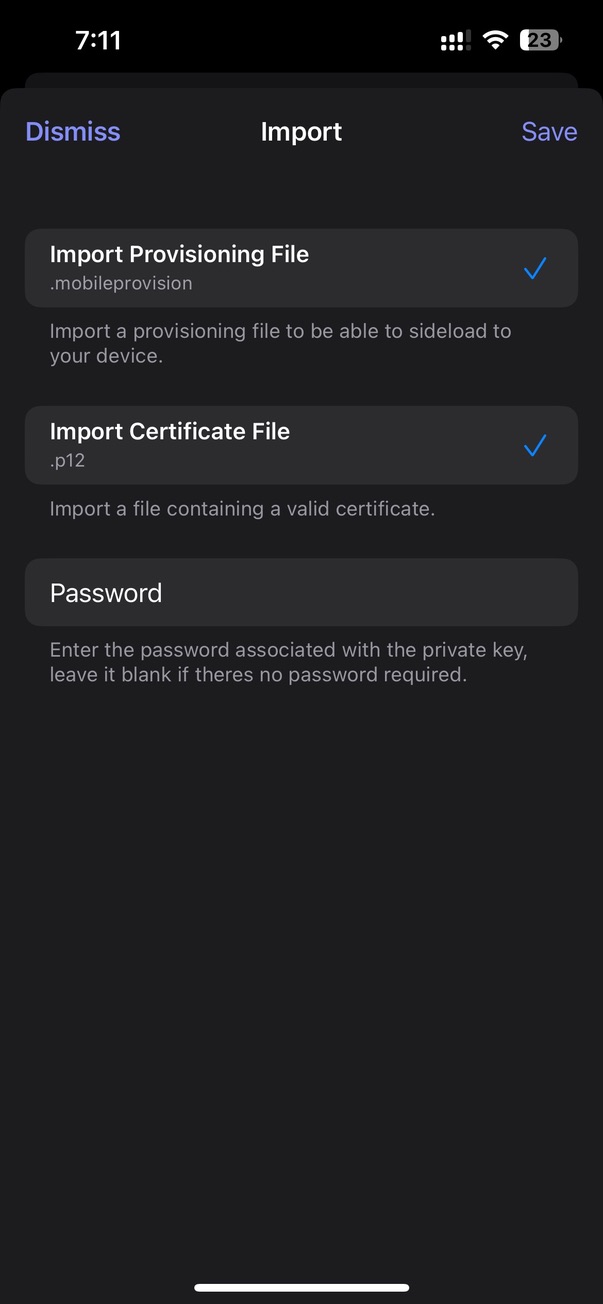 7:11
23
Dismiss
Import
Save
Import Provisioning File
.mobileprovision
Import a provisioning file to be able to sideload to
your device.
Import Certificate File
.p12
Import a file containing a valid certificate.
Password
Enter the password associated with the private key,
leave it blank if theres no password required.